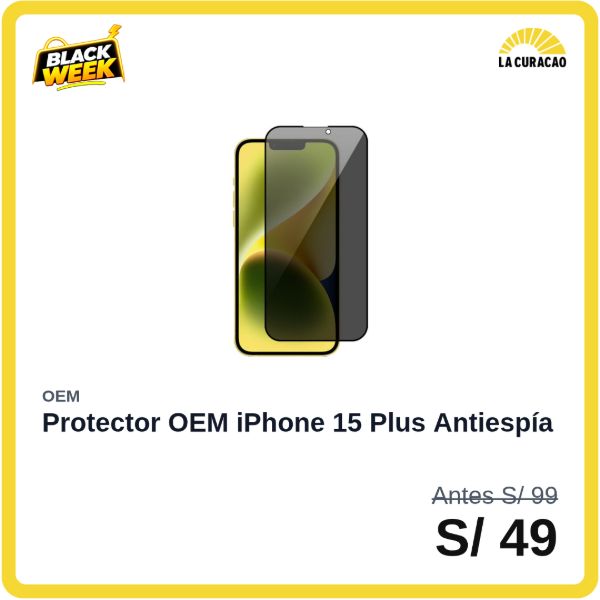 BLACK
WEEK
LA CURACAO
OEM
Protector OEM iPhone 15 Plus Antiespía
Antes S/ 99
S/ 49